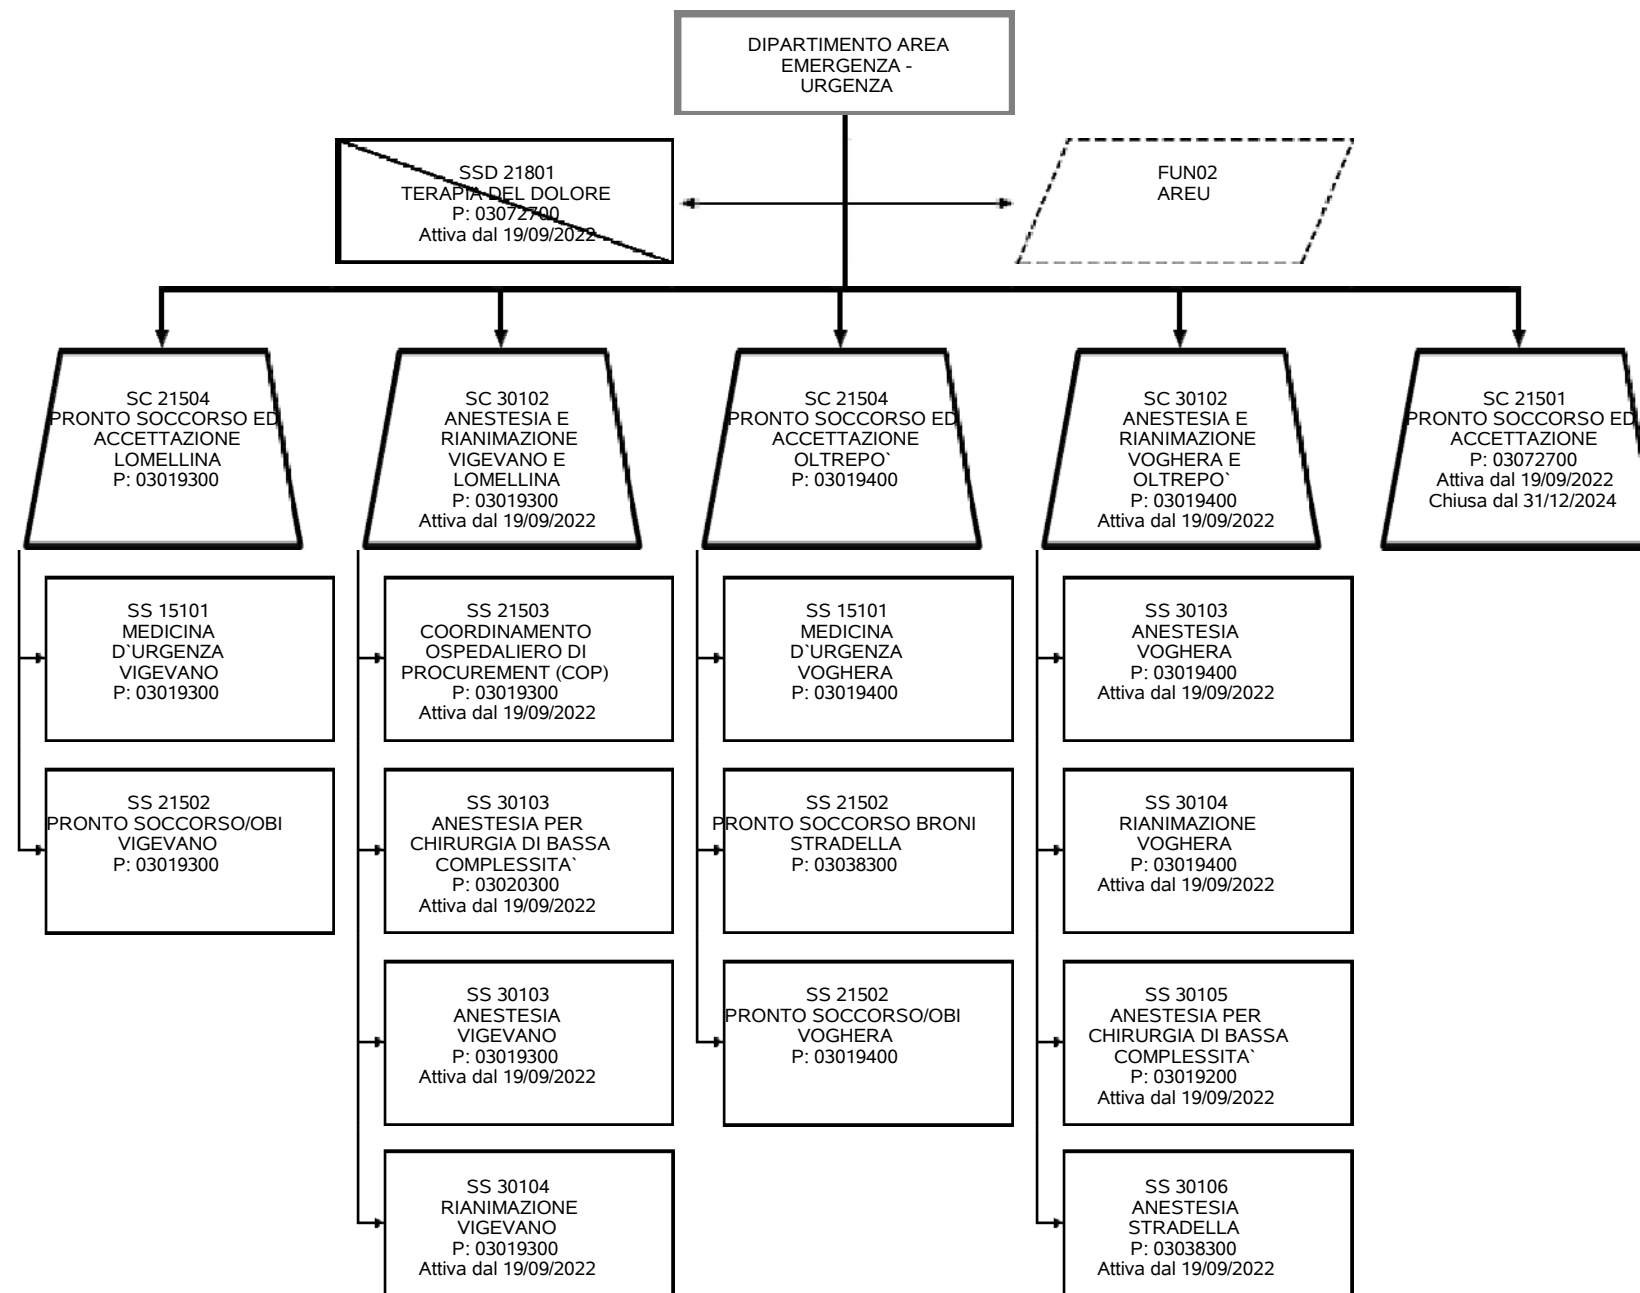 DIPARTIMENTO AREA
EMERGENZA -
URGENZA
SSD 21801
TERAPIA DEL DOLORE
P: 03072700
Attiva dal 19/09/2022
FUN02
AREU
SC 21504
PRONTO SOCCORSO ED
ACCETTAZIONE
LOMELLINA
P: 03019300
SC 30102
ANESTESIA E
RIANIMAZIONE
VIGEVANO E
LOMELLINA
P: 03019300
Attiva dal 19/09/2022
SC 21504
PRONTO SOCCORSO ED
ACCETTAZIONE
OLTREPO`
P: 03019400
SC 30102
ANESTESIA E
RIANIMAZIONE
VOGHERA E
OLTREPO`
P: 03019400
Attiva dal 19/09/2022
SC 21501
PRONTO SOCCORSO ED
ACCETTAZIONE
P: 03072700
Attiva dal 19/09/2022
Chiusa dal 31/12/2024
SS 15101
MEDICINA
D`URGENZA
VIGEVANO
P: 03019300
SS 21503
COORDINAMENTO
OSPEDALIERO DI
PROCUREMENT (COP)
P: 03019300
Attiva dal 19/09/2022
SS 15101
MEDICINA
D`URGENZA
VOGHERA
P: 03019400
SS 30103
ANESTESIA
VOGHERA
P: 03019400
Attiva dal 19/09/2022
SS 21502
PRONTO SOCCORSO/OBI
VIGEVANO
P: 03019300
SS 30103
ANESTESIA PER
CHIRURGIA DI BASSA
COMPLESSITA`
P: 03020300
Attiva dal 19/09/2022
SS 21502
PRONTO SOCCORSO BRONI
STRADELLA
P: 03038300
SS 30104
RIANIMAZIONE
VOGHERA
P: 03019400
Attiva dal 19/09/2022
SS 30103
ANESTESIA
VIGEVANO
P: 03019300
Attiva dal 19/09/2022
SS 21502
PRONTO SOCCORSO/OBI
VOGHERA
P: 03019400
SS 30105
ANESTESIA PER
CHIRURGIA DI BASSA
COMPLESSITA`
P: 03019200
Attiva dal 19/09/2022
SS 30104
RIANIMAZIONE
VIGEVANO
P: 03019300
Attiva dal 19/09/2022
SS 30106
ANESTESIA
STRADELLA
P: 03038300
Attiva dal 19/09/2022